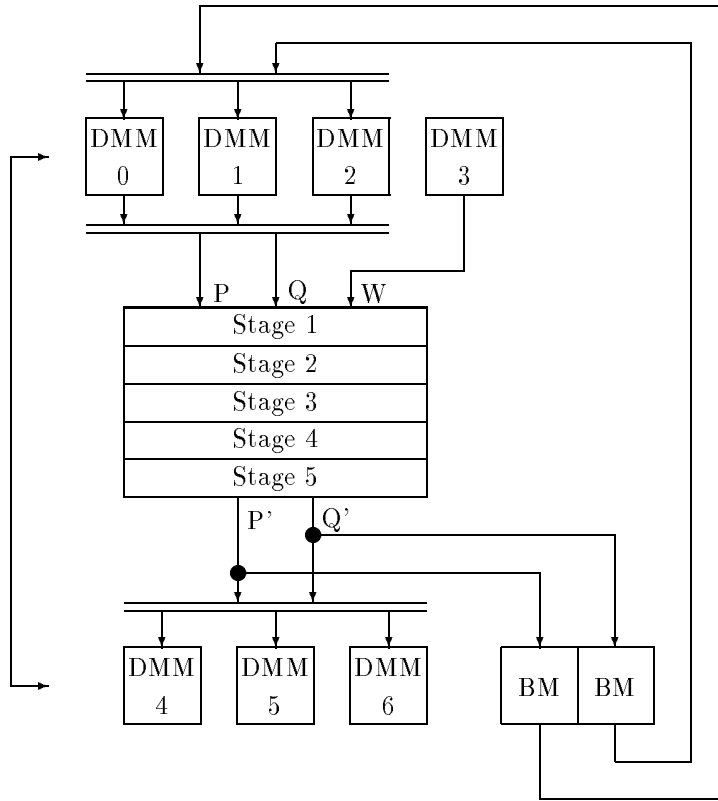 DMM
0
DMM
1
DMM
2
DMM
3
P
Q
W
Stage 1
Stage 2
Stage 3
Stage 4
Stage 5
P'
Q'
DMM
4
DMM
5
DMM
6
BM
BM